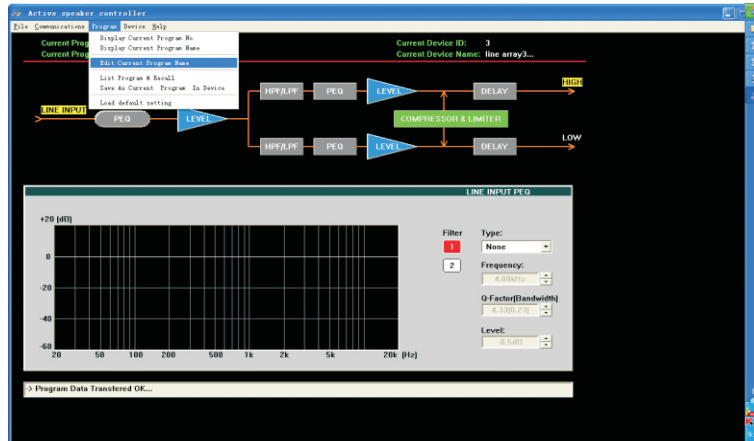 Active speaker controller
File Communications Program Device Help
Display Current Program No
Display Current Program Name
Edit Current Program Name
List Program & Recall
Save As Current Program In Device
Load default setting
Current Prog
Current Prog
Current Device ID: 3
Current Device Name: line array3...
HIGH
HPF/LPF PEQ LEVEL DELAY
LINE INPUT
PEQ LEVEL
COMPRESSOR & LIMITER
LOW
HPF/LPF PEQ LEVEL DELAY
LINE INPUT PEQ
+20 (dB)
0
-20
-40
-60
20 50 100 200 500 1k 2k 5k 20k (Hz)
Filter
1
2
Type:
None
Frequency:
4.00kHz
Q-Factor(Bandwidth)
4.33(0.23)
Level:
-0.5dB
-> Program Data Transfered OK...